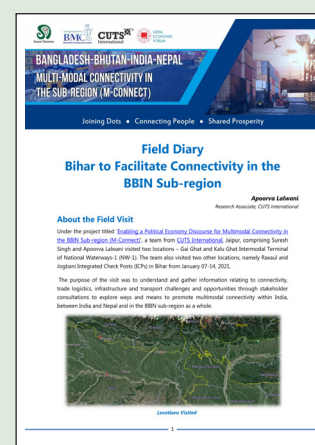 BMC
CUTS
International
NEPAL
ECONOMIC
FORUM
BANGLADESH-BHUTAN-INDIA-NEPAL
MULTI-MODAL CONNECTIVITY IN
THE SUB-REGION (M-CONNECT)
Joining Dots ● Connecting People ● Shared Prosperity
Field Diary
Bihar to Facilitate Connectivity in the
BBIN Sub-region
Apoorva Lalwani
Research Associate, CUTS International
About the Field Visit
Under the project titled 'Enabling a Political Economy Discourse for Multimodal Connectivity in
the BBIN Sub-region (M-Connect)', a team from CUTS International, Jaipur, comprising Suresh
Singh and Apoorva Lalwani visited two locations – Gai Ghat and Kalu Ghat Intermodal Terminal
of National Waterways-1 (NW-1). The team also visited two other locations, namely Raxaul and
Jogbani Integrated Check Posts (ICPs) in Bihar from January 07-14, 2021.
The purpose of the visit was to understand and gather information relating to connectivity,
trade logistics, infrastructure and transport challenges and opportunities through stakeholder
consultations to explore ways and means to promote multimodal connectivity within India,
between India and Nepal and in the BBIN sub-region as a whole.
Locations Visited
1